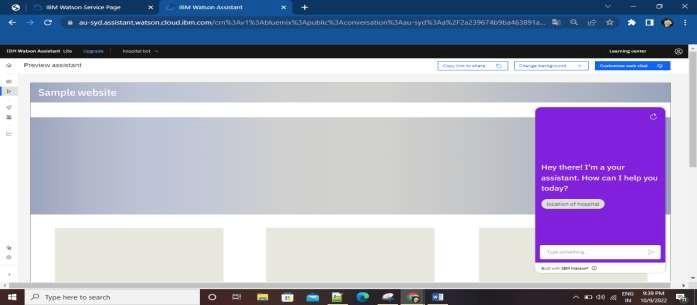 IBM Watson Service Page
IBM Watson Assistant
au-syd.assistant.watson.cloud.ibm.com/crn%3Av1%3Abluemix%3Apublic%3Aconversation%3Aau-syd%3Aa%2F2a239674b9ba463891a...
IBM Watson Assistant Lite
Upgrade
hospital bot
Learning center
Preview assistant
Copy link to share
Change background
Customize web chat
Sample website
Hey there! I'm a your
assistant. How can I help you
today?
location of hospital
Type something...
Built with IBM Watson®
Type here to search
ENG
IN
9:39 PM
10/9/2022